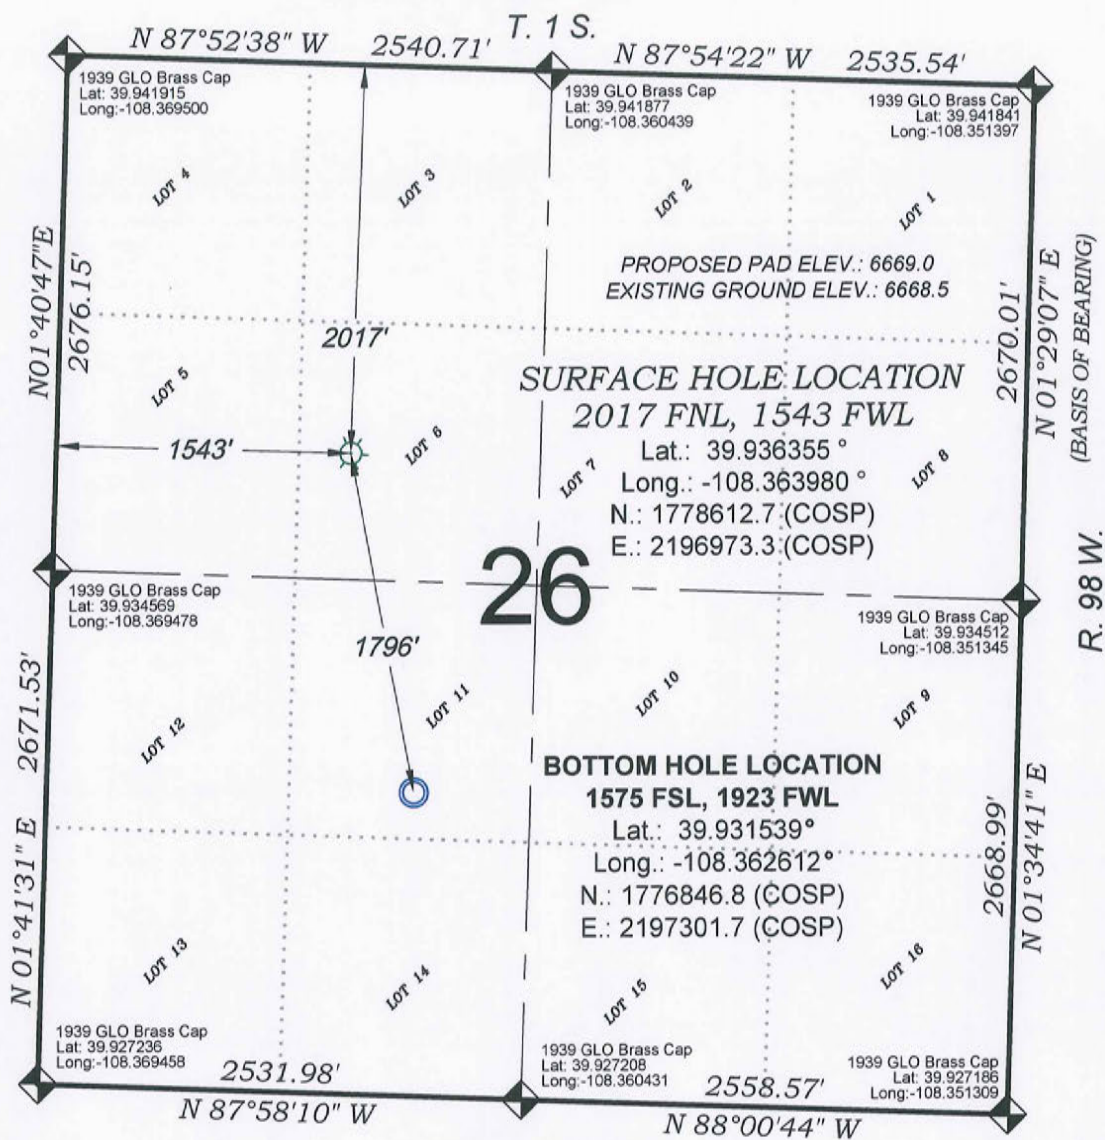 T. 1 S.
N 87°52'38" W 2540.71'
N 87°54'22" W 2535.54'
1939 GLO Brass Cap
Lat: 39.941915
Long:-108.369500
1939 GLO Brass Cap
Lat: 39.941877
Long:-108.360439
1939 GLO Brass Cap
Lat: 39.941841
Long:-108.351397
LOT 4
LOT 3
LOT 2
LOT 1
PROPOSED PAD ELEV.: 6669.0
EXISTING GROUND ELEV.: 6668.5
N01°40'47"E
2676.15'
2017'
2670.01'
N 01°29'07" E
(BASIS OF BEARING)
LOT 5
LOT 6
LOT 7
LOT 8
1543'
SURFACE HOLE LOCATION
2017 FNL, 1543 FWL
Lat.: 39.936355 °
Long.: -108.363980 °
N.: 1778612.7 (COSP)
E.: 2196973.3 (COSP)
26
R. 98 W.
1939 GLO Brass Cap
Lat: 39.934569
Long:-108.369478
1939 GLO Brass Cap
Lat: 39.934512
Long:-108.351345
1796'
LOT 12
LOT 11
LOT 10
LOT 9
N 01°41'31" E 2671.53'
BOTTOM HOLE LOCATION
1575 FSL, 1923 FWL
Lat.: 39.931539°
Long.: -108.362612°
N.: 1776846.8 (COSP)
E.: 2197301.7 (COSP)
2668.99'
N 01°34'41" E
LOT 13
LOT 14
LOT 15
LOT 16
1939 GLO Brass Cap
Lat: 39.927236
Long:-108.369458
1939 GLO Brass Cap
Lat: 39.927208
Long:-108.360431
1939 GLO Brass Cap
Lat: 39.927186
Long:-108.351309
2531.98'
N 87°58'10" W
2558.57'
N 88°00'44" W